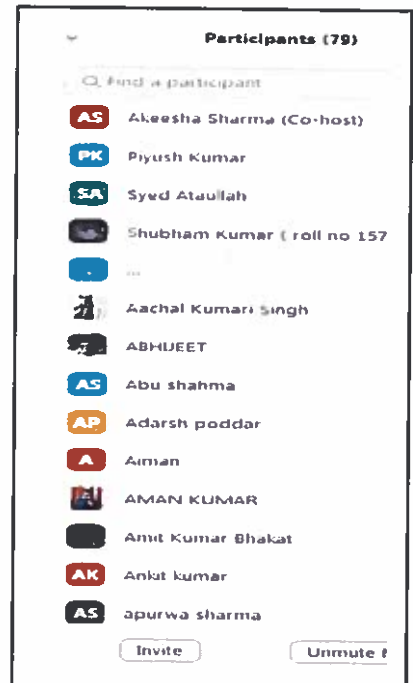 Participants (79)
Find a participant
AS Akeesha Sharma (Co-host)
PK Piyush Kumar
SA Syed Ataullah
Shubham Kumar ( roll no 157
. ...
Aachal Kumari Singh
ABHIJEET
AS Abu shahma
AP Adarsh poddar
A Aiman
AMAN KUMAR
Amit Kumar Bhakat
AK Ankit kumar
AS apurwa sharma
Invite Unmute